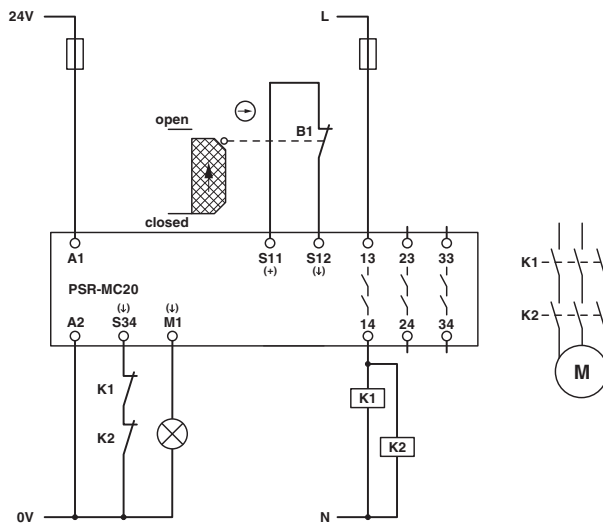 24V
L
open
B1
closed
A1
S11
(+)
S12
(↓)
13
23
33
PSR-MC20
A2
(↓)
S34
(↓)
M1
14
24
34
K1
K2
K1
K2
0V
N
K1
K2
M